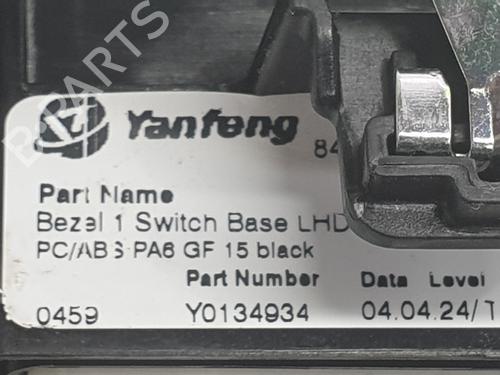 B-PARTS
Yanfeng
84
Part Name
Bezel 1 Switch Base LHD
PC/ABS-PA6 GF 15 black
Part Number Data Level
0459 Y0134934 04.04.24/T